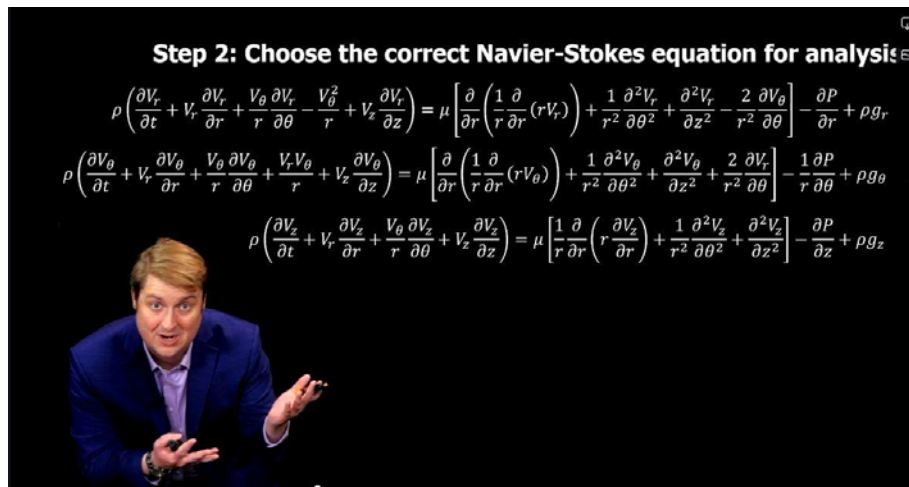 Step 2: Choose the correct Navier-Stokes equation for analysis
ρ(∂V_r/∂t + V_r ∂V_r/∂r + V_θ/r ∂V_r/∂θ − V_θ²/r + V_z ∂V_r/∂z) = μ[∂/∂r(1/r ∂/∂r(rV_r)) + 1/r² ∂²V_r/∂θ² + ∂²V_r/∂z² − 2/r² ∂V_θ/∂θ] − ∂P/∂r + ρg_r
ρ(∂V_θ/∂t + V_r ∂V_θ/∂r + V_θ/r ∂V_θ/∂θ + V_rV_θ/r + V_z ∂V_θ/∂z) = μ[∂/∂r(1/r ∂/∂r(rV_θ)) + 1/r² ∂²V_θ/∂θ² + ∂²V_θ/∂z² + 2/r² ∂V_r/∂θ] − 1/r ∂P/∂θ + ρg_θ
ρ(∂V_z/∂t + V_r ∂V_z/∂r + V_θ/r ∂V_z/∂θ + V_z ∂V_z/∂z) = μ[1/r ∂/∂r(r ∂V_z/∂r) + 1/r² ∂²V_z/∂θ² + ∂²V_z/∂z²] − ∂P/∂z + ρg_z